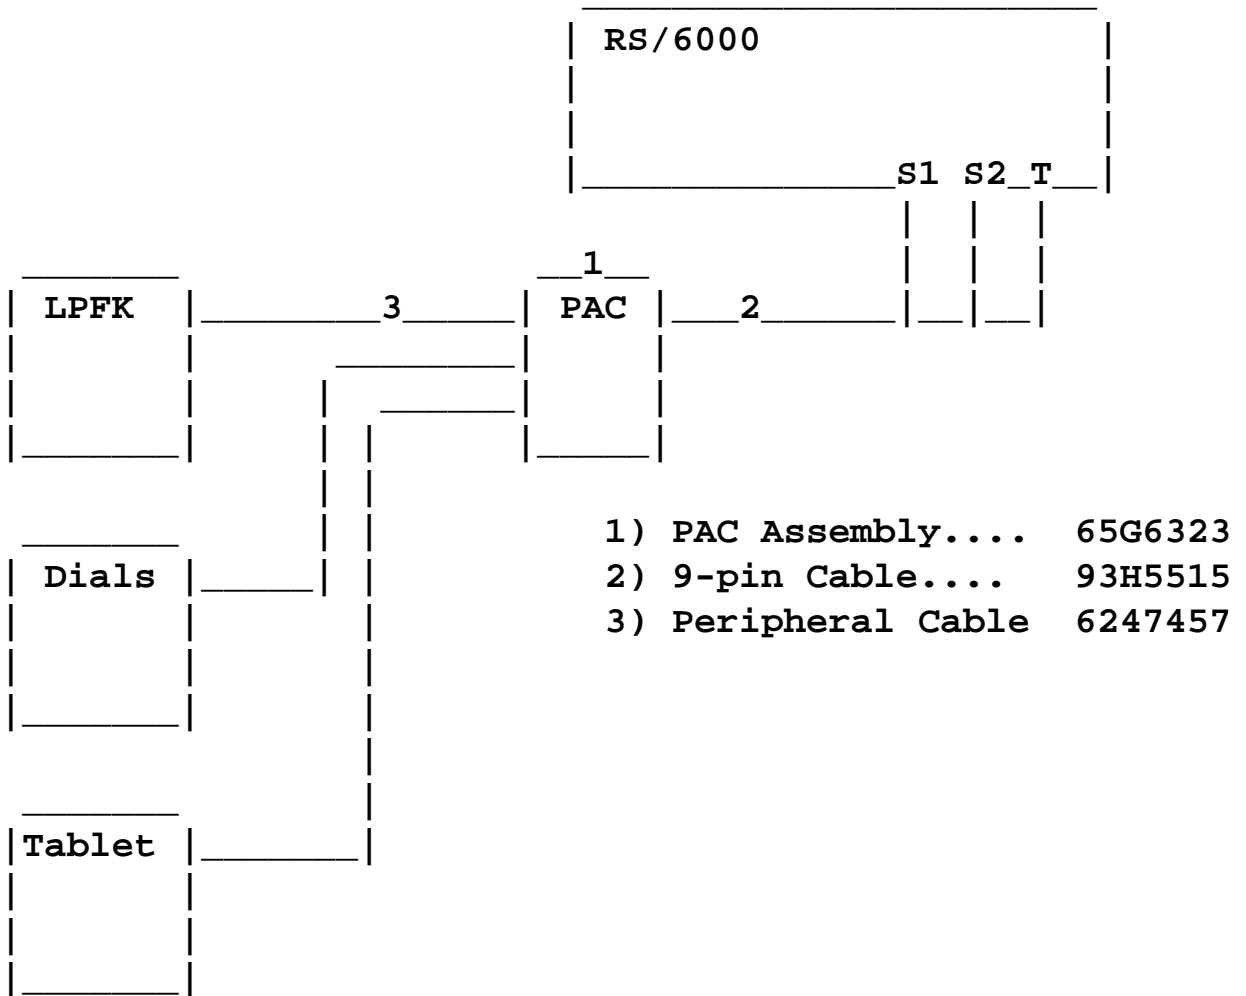 RS/6000
S1 S2 T
1
LPFK 3 PAC 2
1) PAC Assembly.... 65G6323
Dials 2) 9-pin Cable.... 93H5515
3) Peripheral Cable 6247457
Tablet